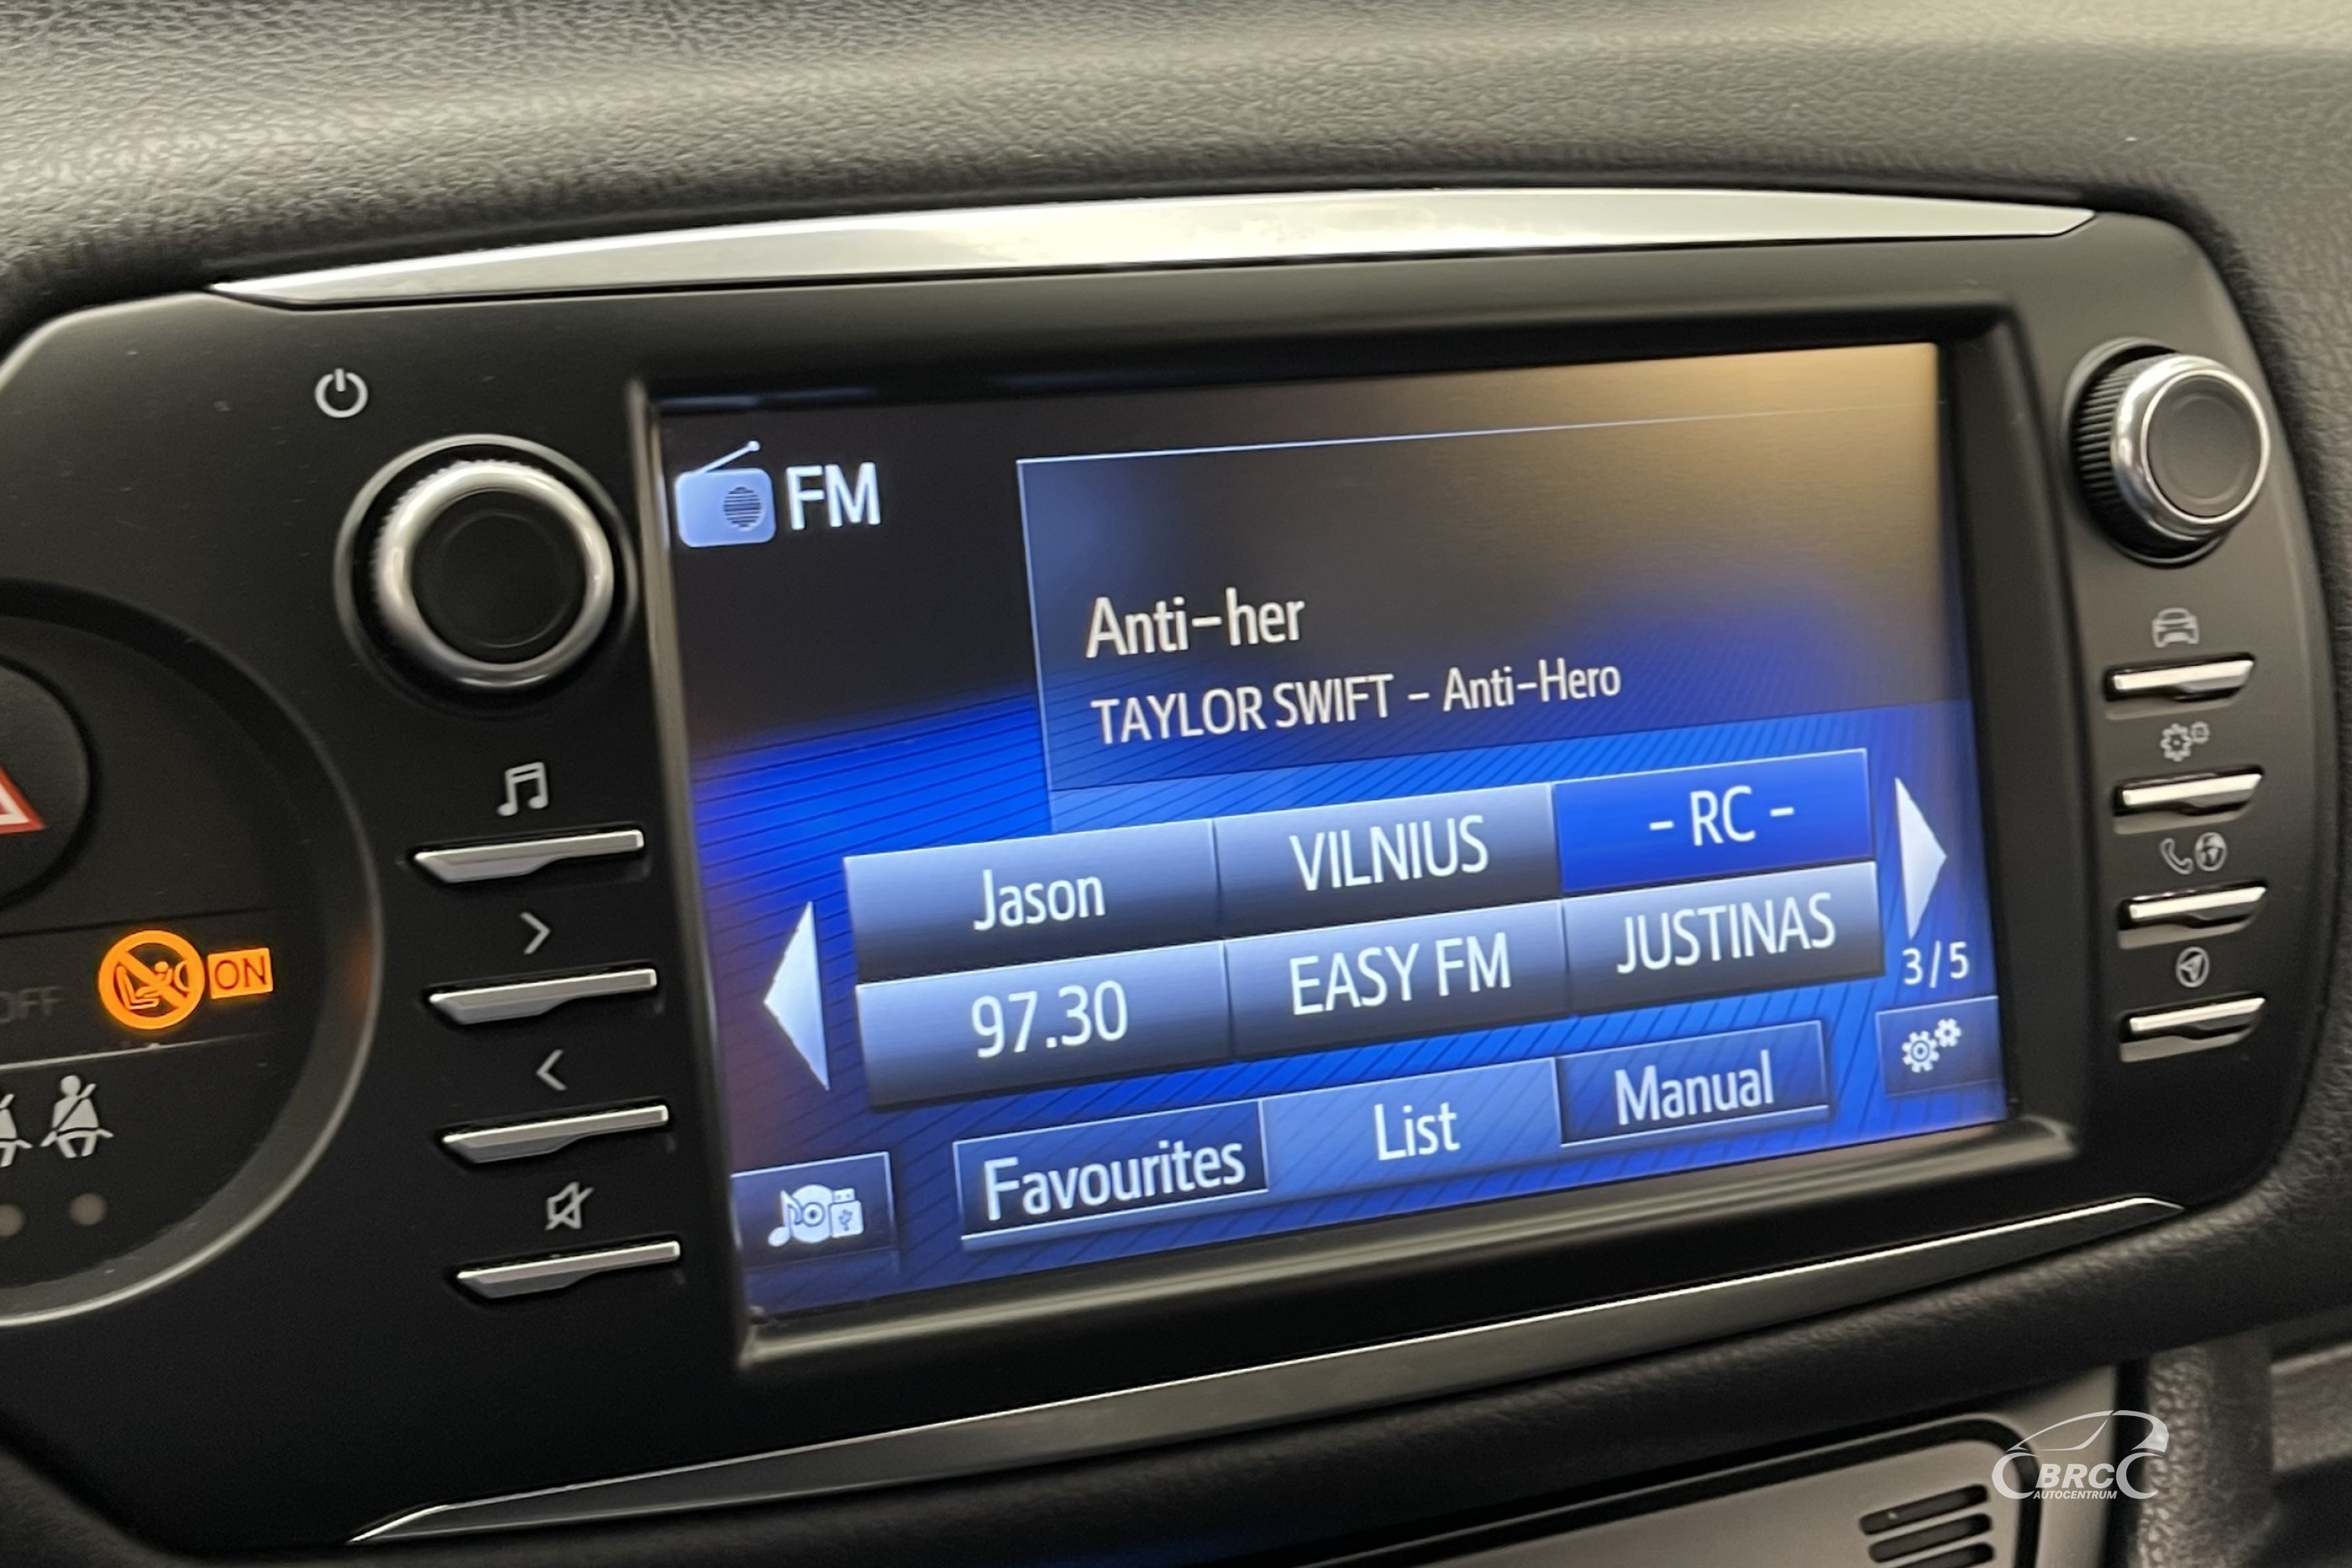 FM
Anti-her
TAYLOR SWIFT - Anti-Hero
Jason
VILNIUS
- RC -
97.30
EASY FM
JUSTINAS
3/5
Favourites
List
Manual
OFF
ON
BRC
AUTOCENTRUM